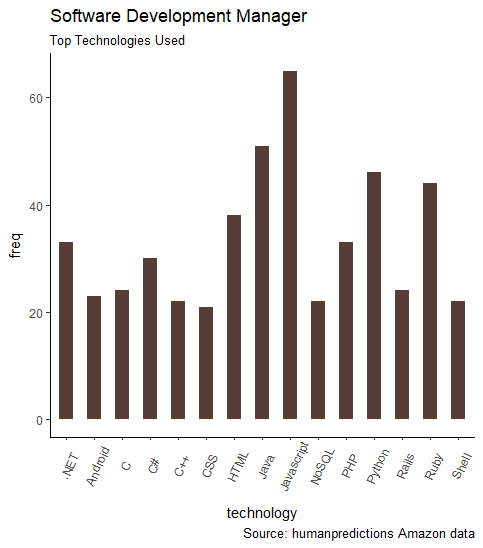 Software Development Manager
Top Technologies Used
freq
60
40
20
0
.NET
Android
C
C#
C++
CSS
HTML
Java
Javascript
NoSQL
PHP
Python
Rails
Ruby
Shell
technology
Source: humanpredictions Amazon data